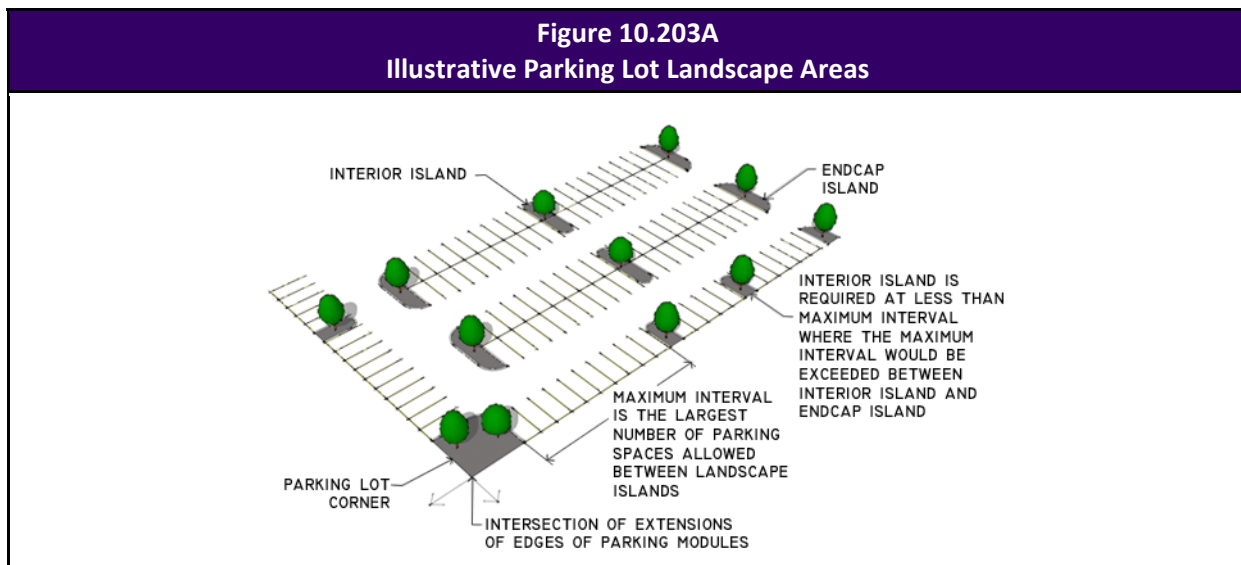 Figure 10.203A
Illustrative Parking Lot Landscape Areas
INTERIOR ISLAND
ENDCAP
ISLAND
INTERIOR ISLAND IS
REQUIRED AT LESS THAN
MAXIMUM INTERVAL
WHERE THE MAXIMUM
INTERVAL WOULD BE
EXCEEDED BETWEEN
INTERIOR ISLAND AND
ENDCAP ISLAND
MAXIMUM INTERVAL
IS THE LARGEST
NUMBER OF PARKING
SPACES ALLOWED
BETWEEN LANDSCAPE
ISLANDS
PARKING LOT
CORNER
INTERSECTION OF EXTENSIONS
OF EDGES OF PARKING MODULES